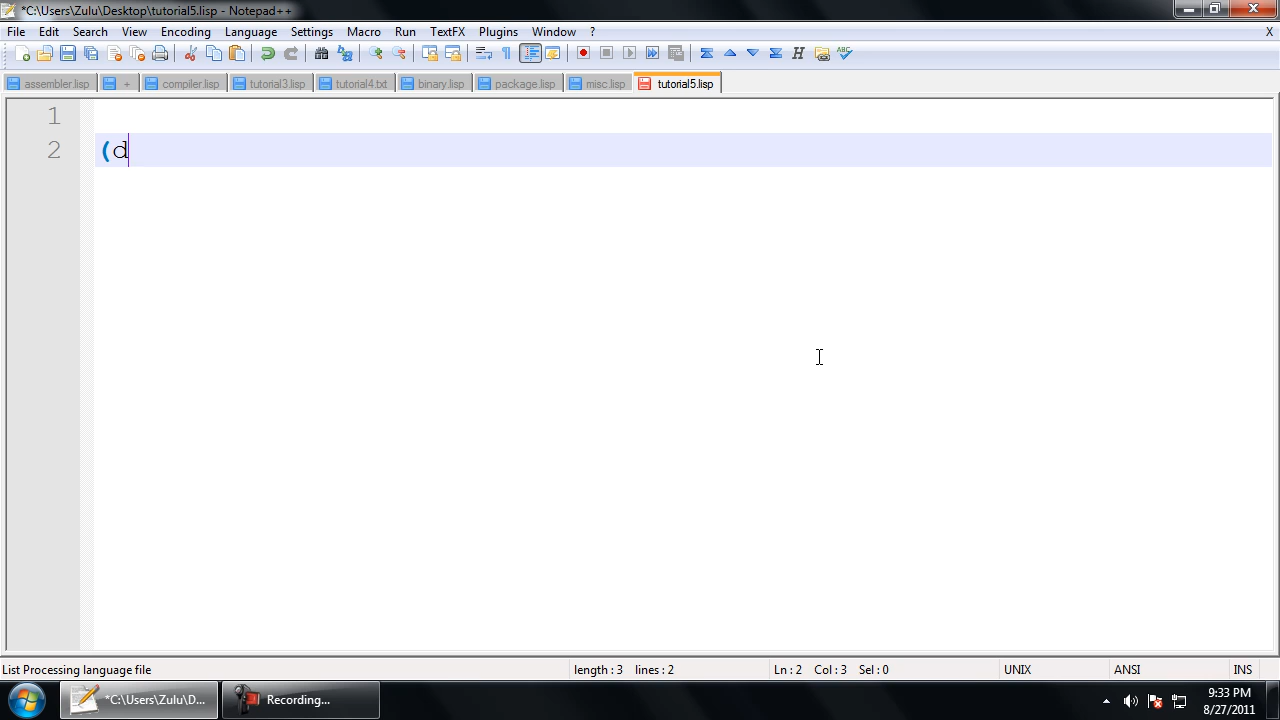 *C:\Users\Zulu\Desktop\tutorial5.lisp - Notepad++
File Edit Search View Encoding Language Settings Macro Run TextFX Plugins Window ? X
assembler.lisp + compiler.lisp tutorial3.lisp tutorial4.txt binary.lisp package.lisp misc.lisp tutorial5.lisp
1
2 (d
List Processing language file length : 3 lines : 2 Ln : 2 Col : 3 Sel : 0 UNIX ANSI INS
*C:\Users\Zulu\D... Recording... 9:33 PM
8/27/2011